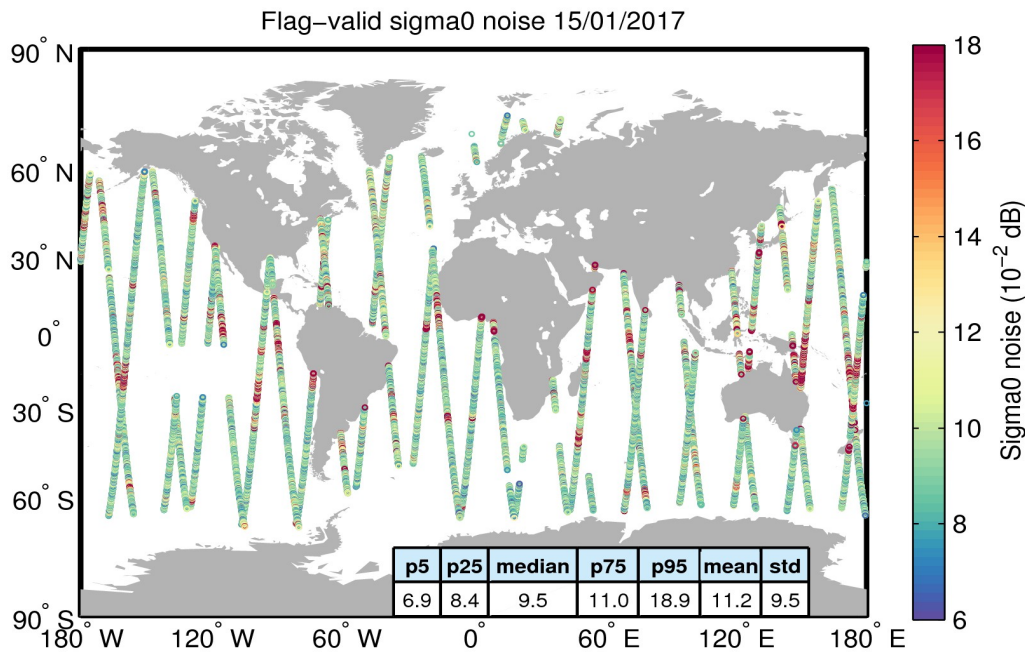 Flag−valid sigma0 noise 15/01/2017
90° N
60° N
30° N
0°
30° S
60° S
90° S
180° W
120° W
60° W
0°
60° E
120° E
180° E
p5 p25 median p75 p95 mean std
6.9 8.4 9.5 11.0 18.9 11.2 9.5
18
16
14
12
10
8
6
Sigma0 noise (10⁻² dB)